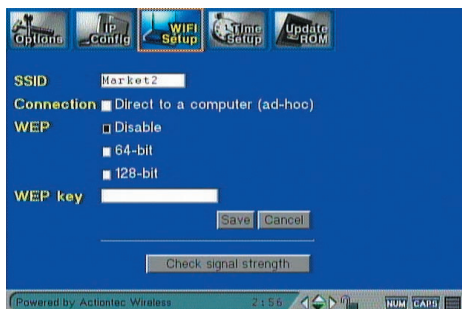 Options
IP Config
WIFI Setup
Time Setup
Update ROM
SSID Market2
Connection Direct to a computer (ad-hoc)
WEP Disable
64-bit
128-bit
WEP key
Save Cancel
Check signal strength
Powered by Actiontec Wireless 2:56 NUM CAPS